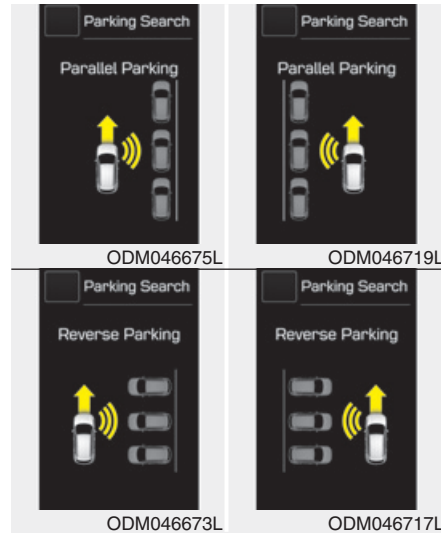 Parking Search
Parallel Parking
ODM046675L
Parking Search
Parallel Parking
ODM046719L
Parking Search
Reverse Parking
ODM046673L
Parking Search
Reverse Parking
ODM046717L